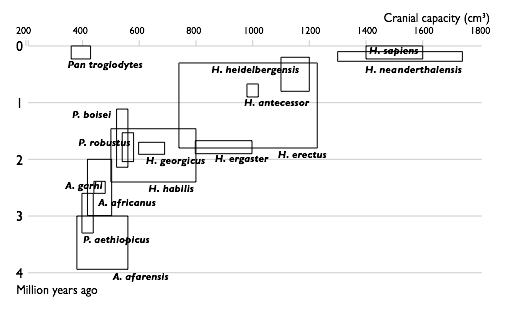 Cranial capacity (cm³)
200 400 600 800 1000 1200 1400 1600 1800
0
H. sapiens
Pan troglodytes
H. heidelbergensis
H. neanderthalensis
1
H. antecessor
P. boisei
P. robustus
H. georgicus
H. ergaster
H. erectus
2
A. garhi
H. habilis
A. africanus
3
P. aethiopicus
4
A. afarensis
Million years ago